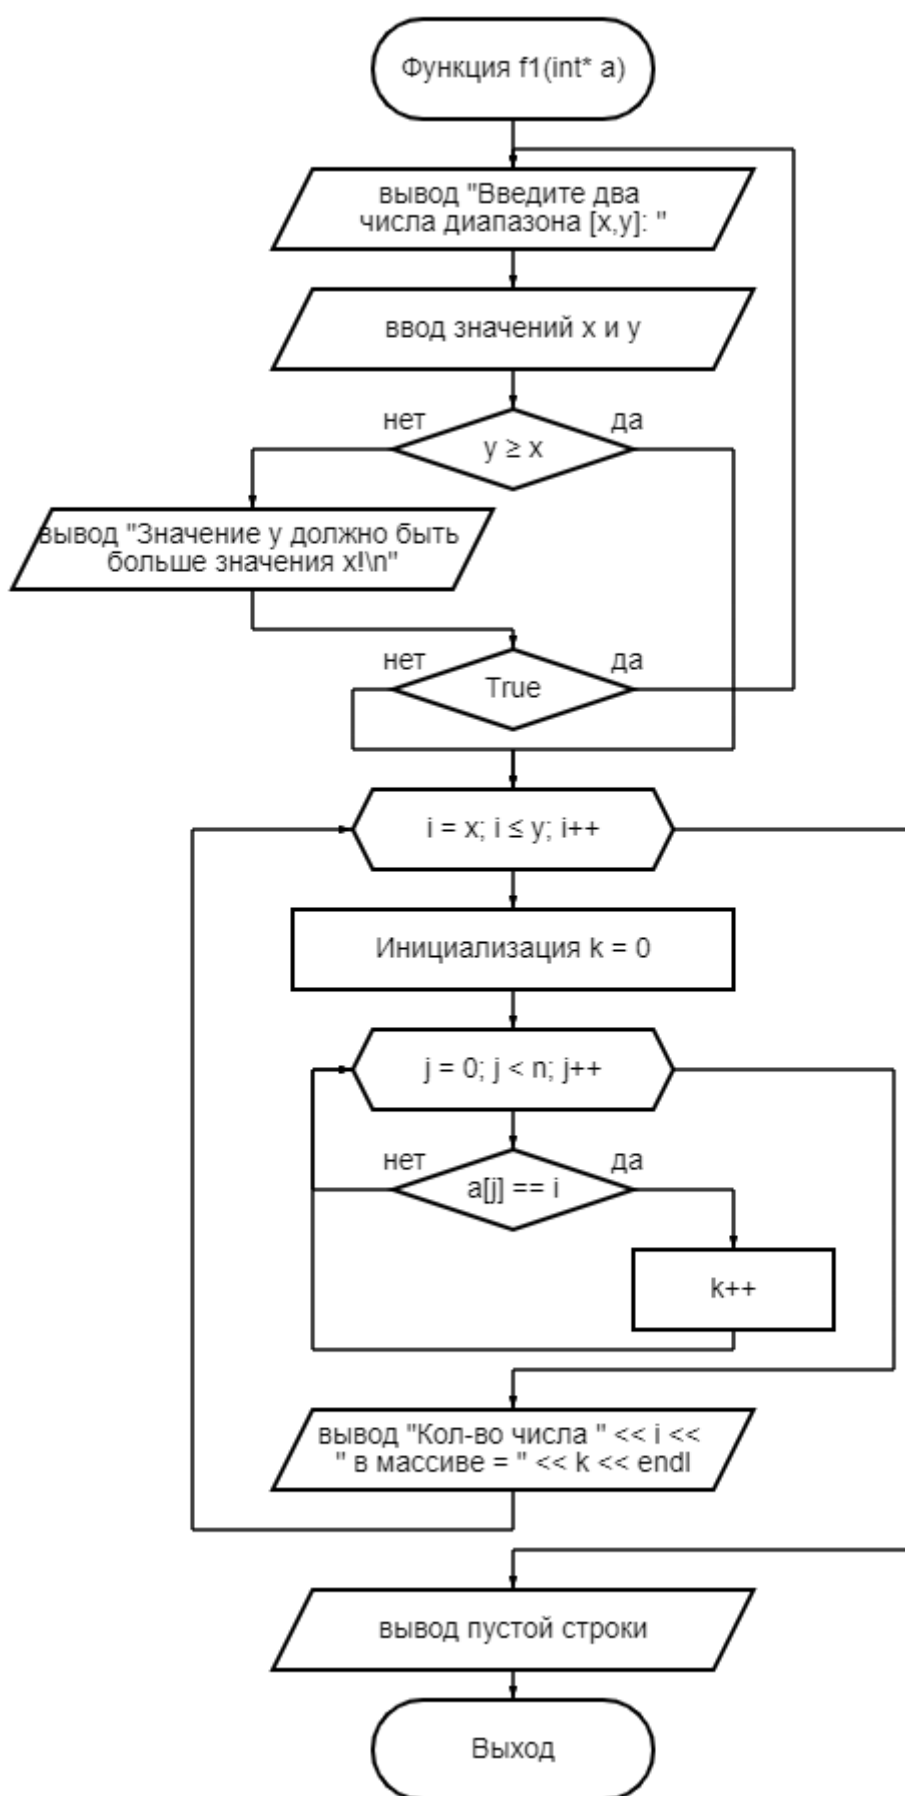 Функция f1(int* a)
вывод "Введите два
числа диапазона [x,y]: "
ввод значений x и y
нет
да
y ≥ x
вывод "Значение y должно быть
больше значения x!\n"
нет
да
True
i = x; i ≤ y; i++
Инициализация k = 0
j = 0; j < n; j++
нет
да
a[j] == i
k++
вывод "Кол-во числа " << i <<
" в массиве = " << k << endl
вывод пустой строки
Выход